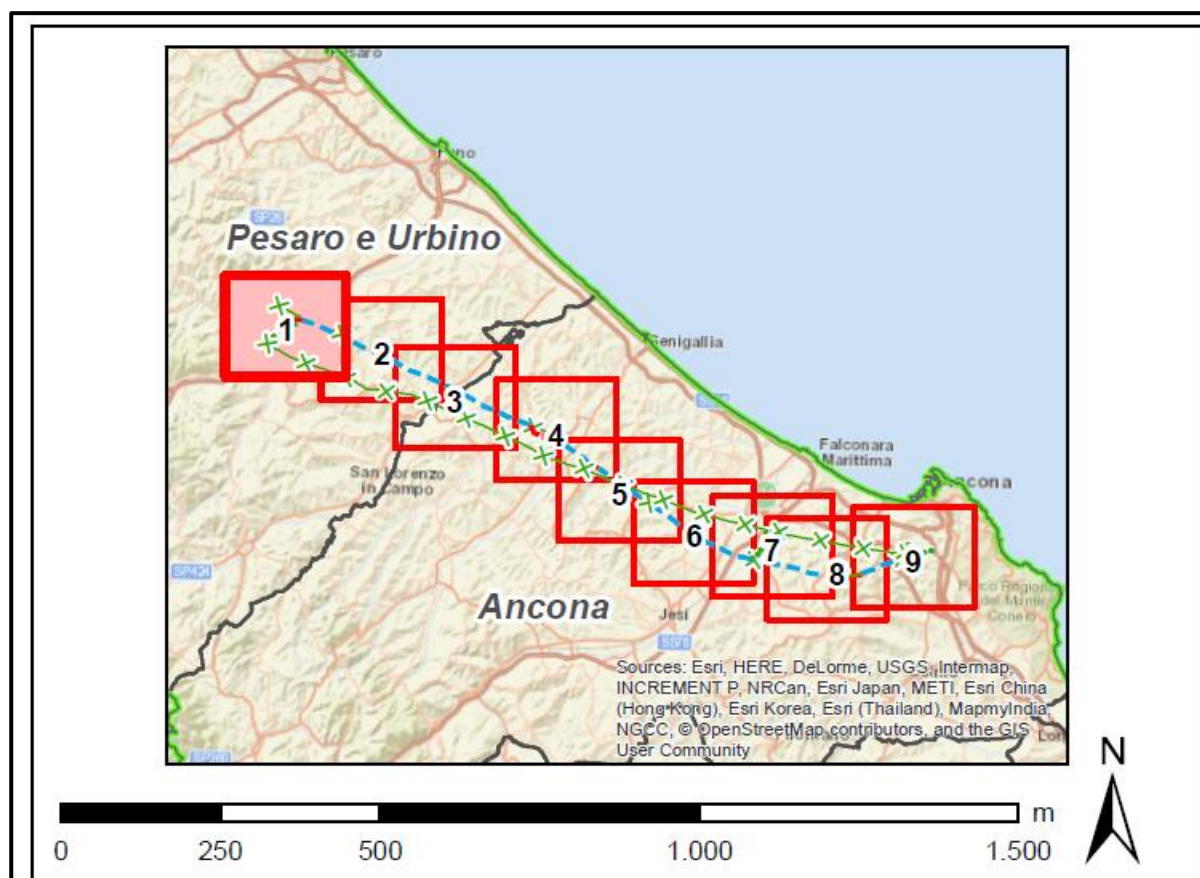 SP26
Pesaro e Urbino
1
2
Senigallia
3
4
Falconara
Marittima
San Lorenzo
in Campo
5
6
7
8
9
SP424
Ancona
Jesi
Sources: Esri, HERE, DeLorme, USGS, Intermap,
INCREMENT P, NRCan, Esri Japan, METI, Esri China
(Hong Kong), Esri Korea, Esri (Thailand), MapmyIndia,
NGCC, © OpenStreetMap contributors, and the GIS
User Community
N
m
0 250 500 1.000 1.500